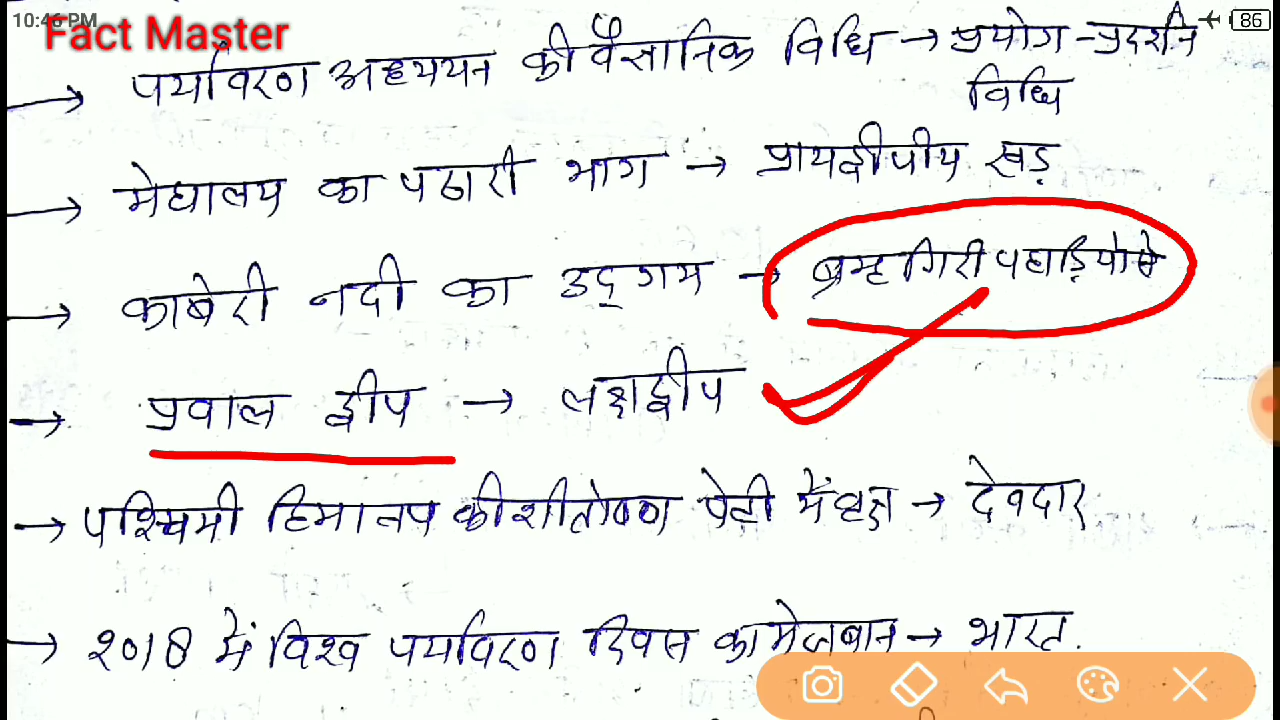 10:46 PM
86
Fact Master
→ पर्यावरण अध्ययन की वैज्ञानिक विधि → प्रयोग-प्रदर्शन
विधि
→ मेघालय का पठारी भाग → प्रायद्वीपीय खंड़
→ काबेरी नदी का उद्गम → ब्रम्हगिरी पहाड़ियो से
→ प्रवाल द्वीप → लक्षद्वीप
→ पश्चिमी हिमालय की शीतोष्ण पेटी में वृक्ष → देवदार
→ 2018 में विश्व पर्यावरण दिवस का मेजबान → भारत.